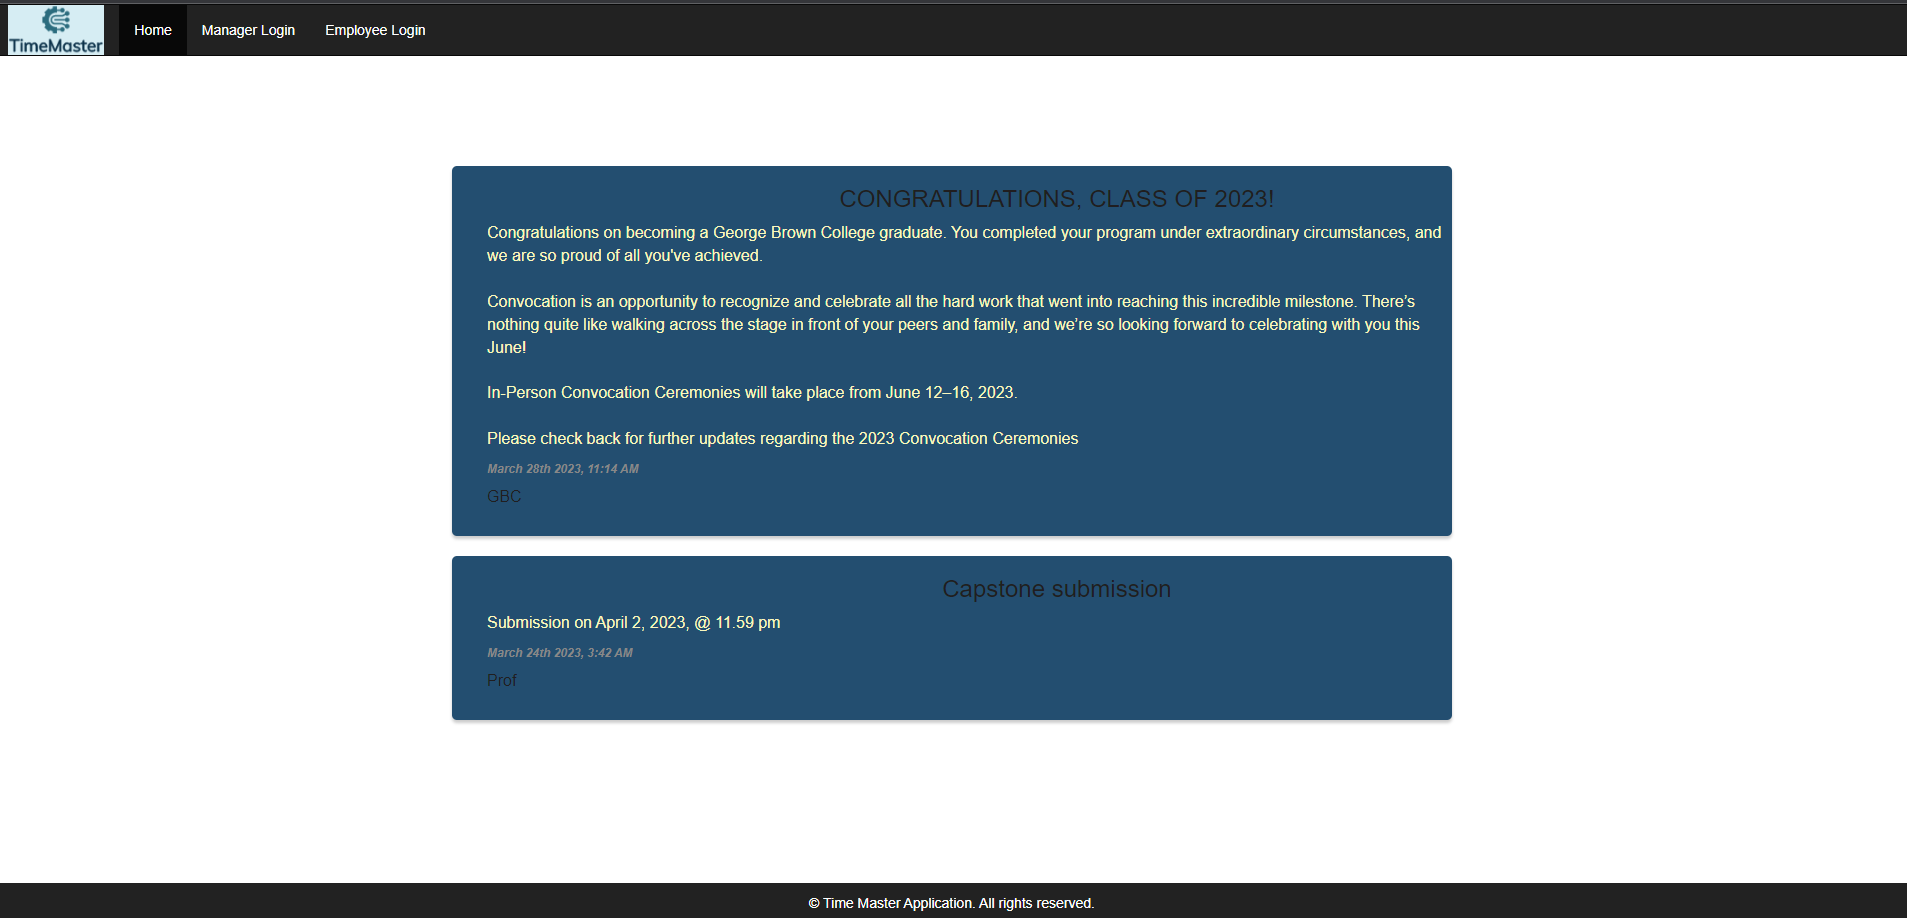 TimeMaster
Home
Manager Login
Employee Login
CONGRATULATIONS, CLASS OF 2023!
Congratulations on becoming a George Brown College graduate. You completed your program under extraordinary circumstances, and
we are so proud of all you've achieved.
Convocation is an opportunity to recognize and celebrate all the hard work that went into reaching this incredible milestone. There’s
nothing quite like walking across the stage in front of your peers and family, and we’re so looking forward to celebrating with you this
June!
In-Person Convocation Ceremonies will take place from June 12–16, 2023.
Please check back for further updates regarding the 2023 Convocation Ceremonies
March 28th 2023, 11:14 AM
GBC
Capstone submission
Submission on April 2, 2023, @ 11.59 pm
March 24th 2023, 3:42 AM
Prof
© Time Master Application. All rights reserved.